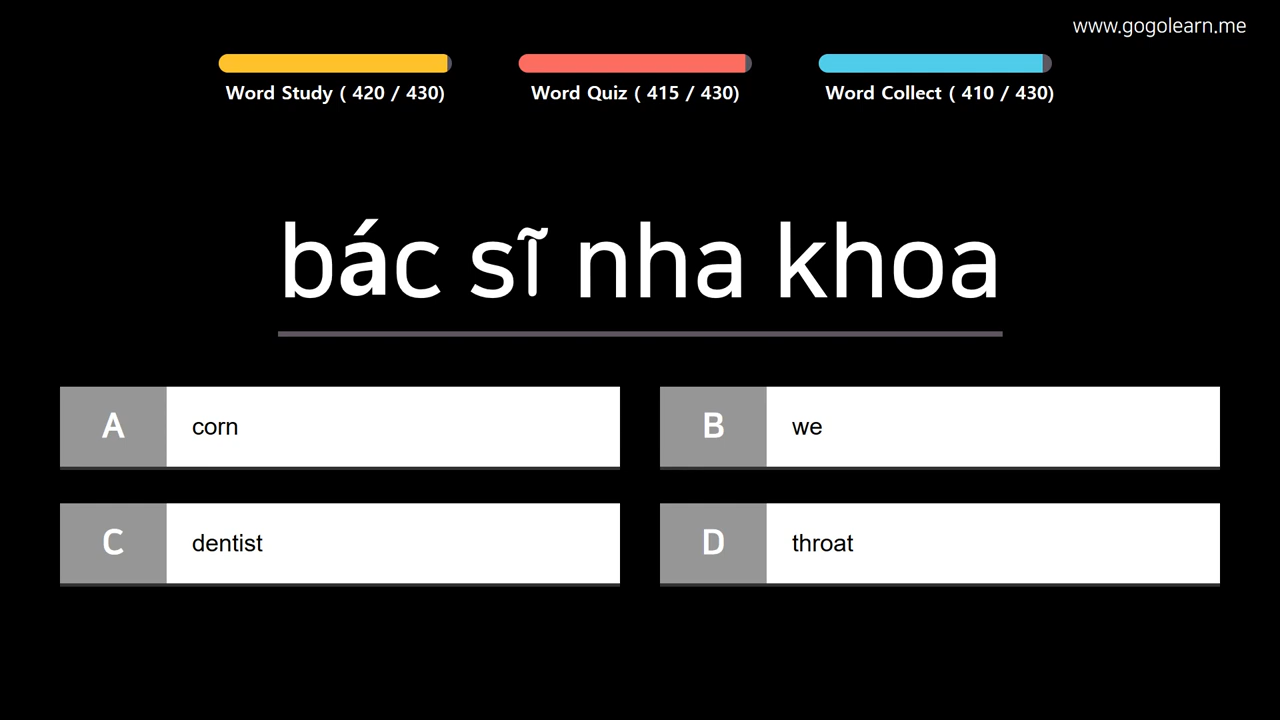 www.gogolearn.me
Word Study ( 420 / 430)
Word Quiz ( 415 / 430)
Word Collect ( 410 / 430)
bác sĩ nha khoa
A corn
B we
C dentist
D throat